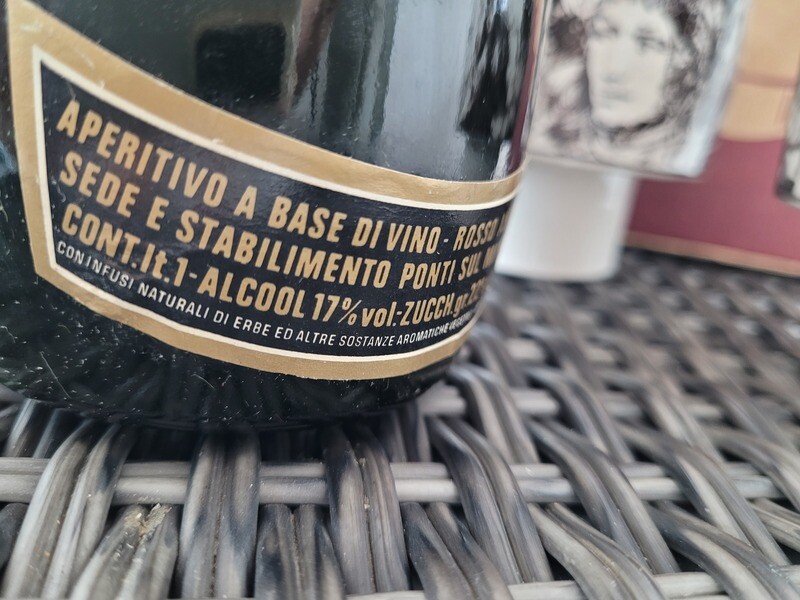 APERITIVO A BASE DI VINO - ROSSO
SEDE E STABILIMENTO PONTI SUL
CONT.lt.1-ALCOOL 17% vol.-ZUCCH.gr.
CON INFUSI NATURALI DI ERBE ED ALTRE SOSTANZE AROMATICHE